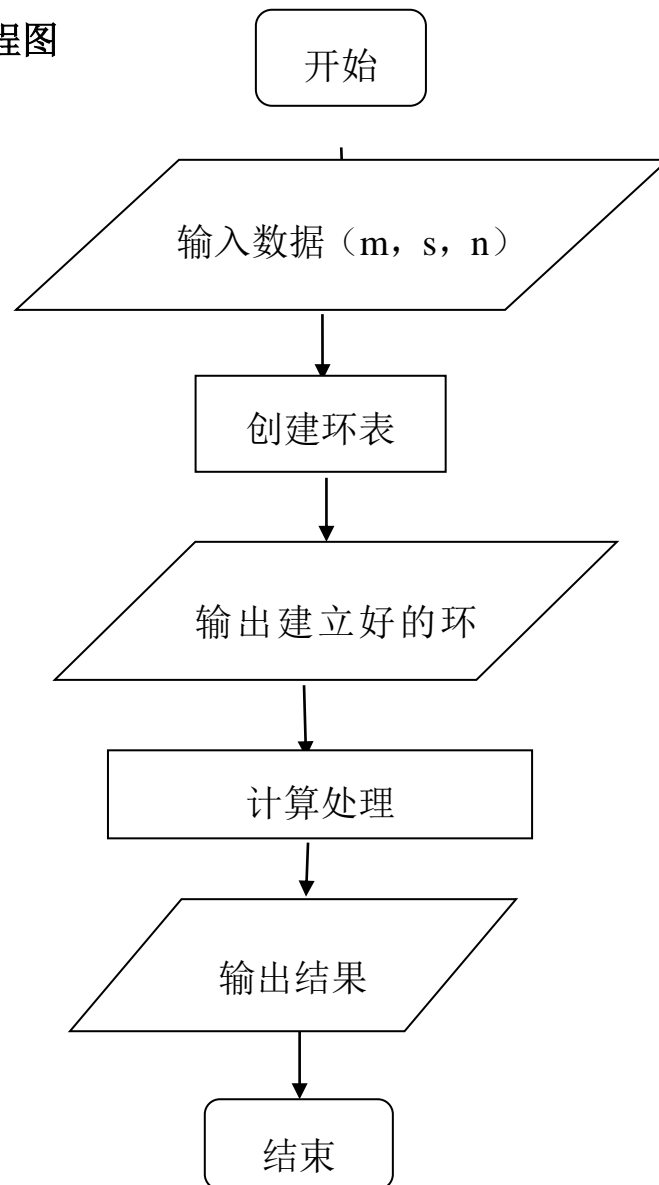 程图
开始
输入数据（m，s，n）
创建环表
输出建立好的环
计算处理
输出结果
结束